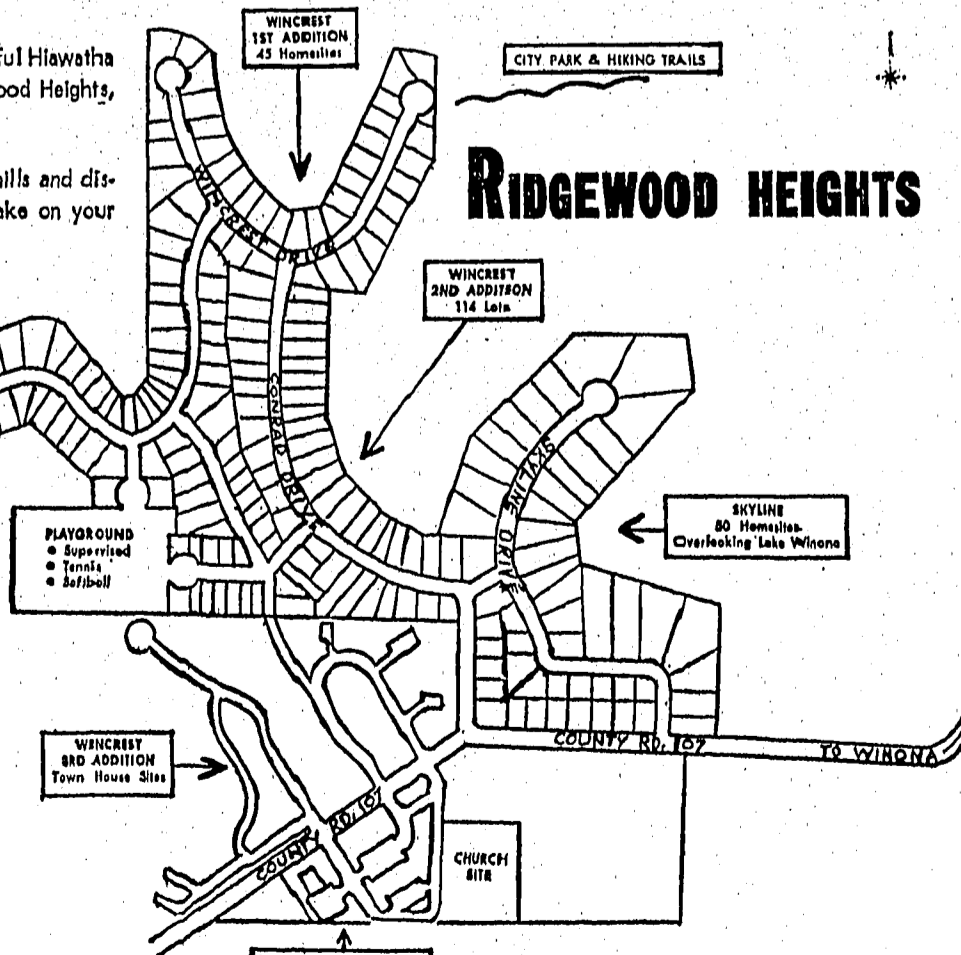 ful Hiawatha
ood Heights,
hills and dis-
ake on your
WINCREST
1ST ADDITION
45 Homesites
CITY PARK & HIKING TRAILS
RIDGEWOOD HEIGHTS
WINCREST DRIVE
WINCREST
2ND ADDITION
114 Lots
CONRAD DRIVE
SKYLINE DRIVE
SKYLINE
50 Homesites
Overlooking Lake Winona
PLAYGROUND
● Supervised
● Tennis
● Softball
WINCREST
3RD ADDITION
Town House Sites
COUNTY RD. 107
TO WINONA
COUNTY RD. 107
CHURCH
SITE